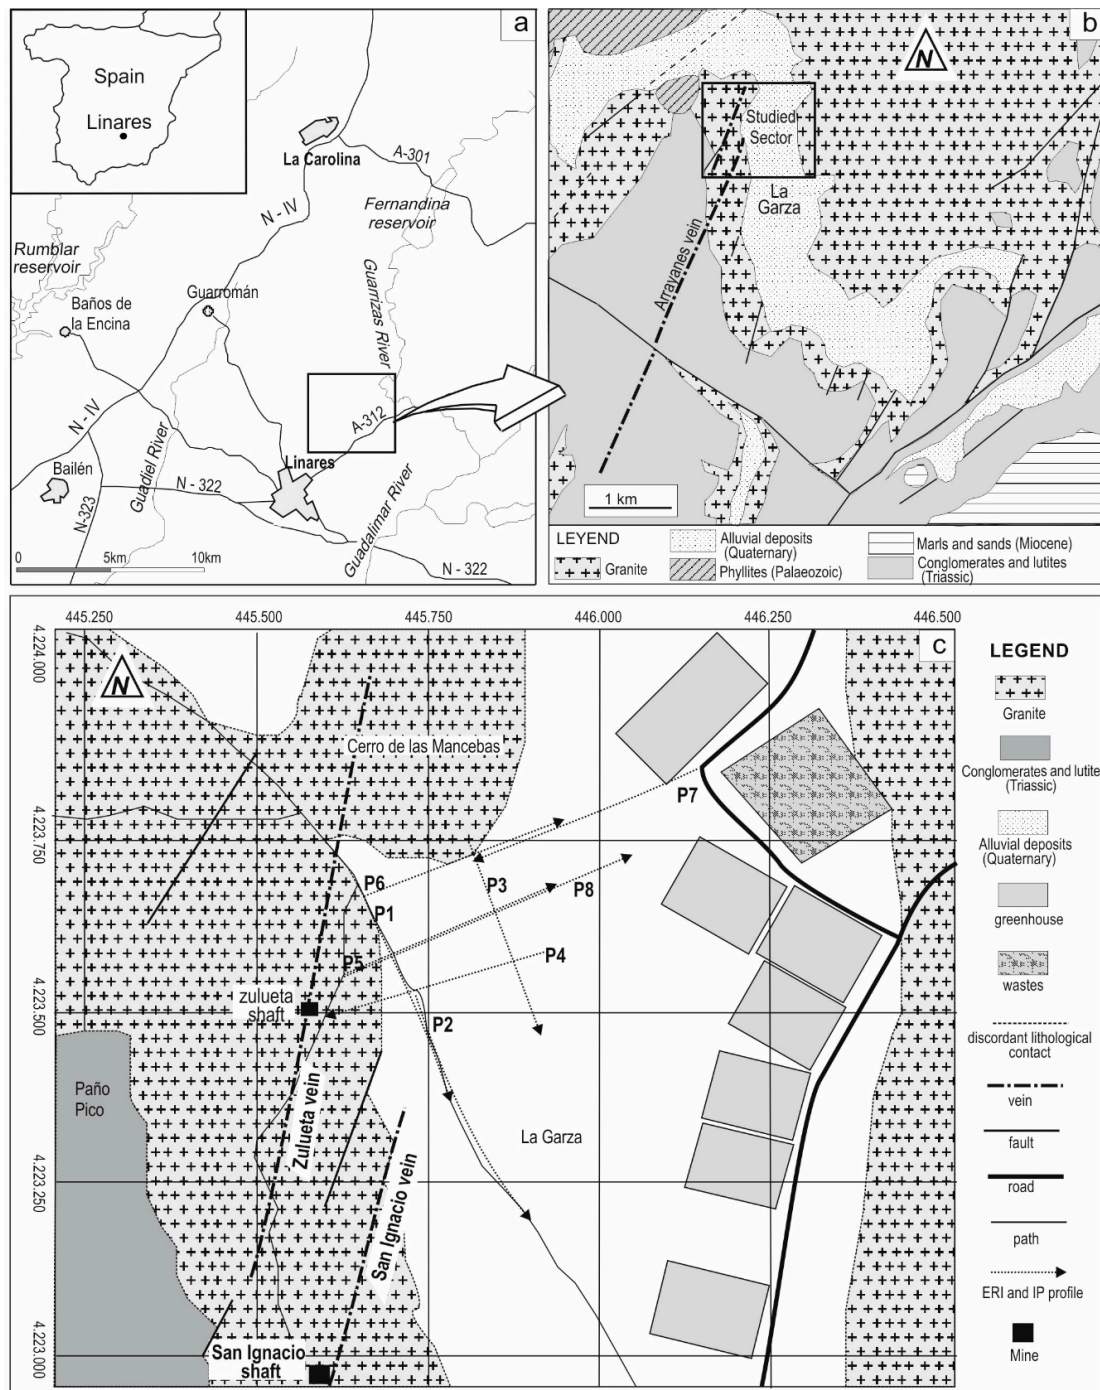 a
Spain
Linares
La Carolina
A-301
N - IV
Fernandina
reservoir
Rumblar
reservoir
Guarromán
Baños de
la Encina
Guarrizas River
A-312
N - IV
Linares
Bailén
Guadiel River
N - 322
N-323
Guadalimar River
0
5km
10km
N - 322
b
N
Studied
Sector
La
Garza
Arrayanes vein
1 km
LEYEND
Granite
Alluvial deposits
(Quaternary)
Phyllites (Palaeozoic)
Marls and sands (Miocene)
Conglomerates and lutites
(Triassic)
445.250
445.500
445.750
446.000
446.250
446.500
c
4.224.000
4.223.750
4.223.500
4.223.250
4.223.000
N
Cerro de las Mancebas
P7
P6
P3
P8
P1
P5
P4
zulueta
shaft
P2
Paño
Pico
Zulueta vein
La Garza
San Ignacio vein
San Ignacio
shaft
LEGEND
Granite
Conglomerates and lutites
(Triassic)
Alluvial deposits
(Quaternary)
greenhouse
wastes
discordant lithological
contact
vein
fault
road
path
ERI and IP profile
Mine